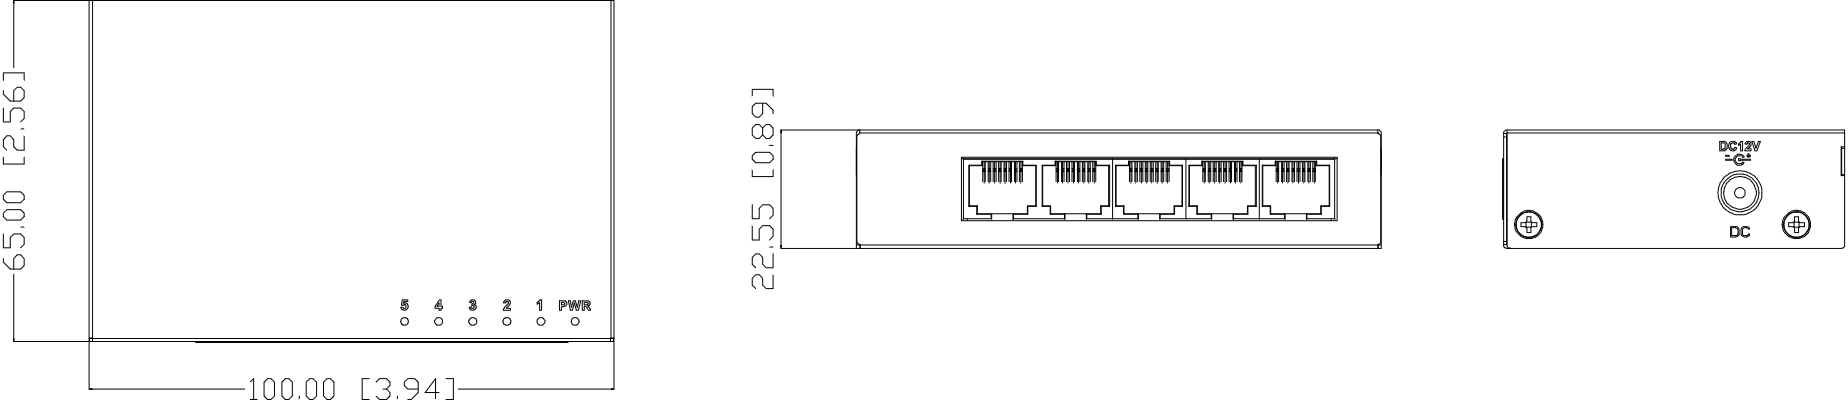 65.00 [2.56]
5 4 3 2 1 PWR
100.00 [3.94]
22.55 [0.89]
DC12V
- C +
DC